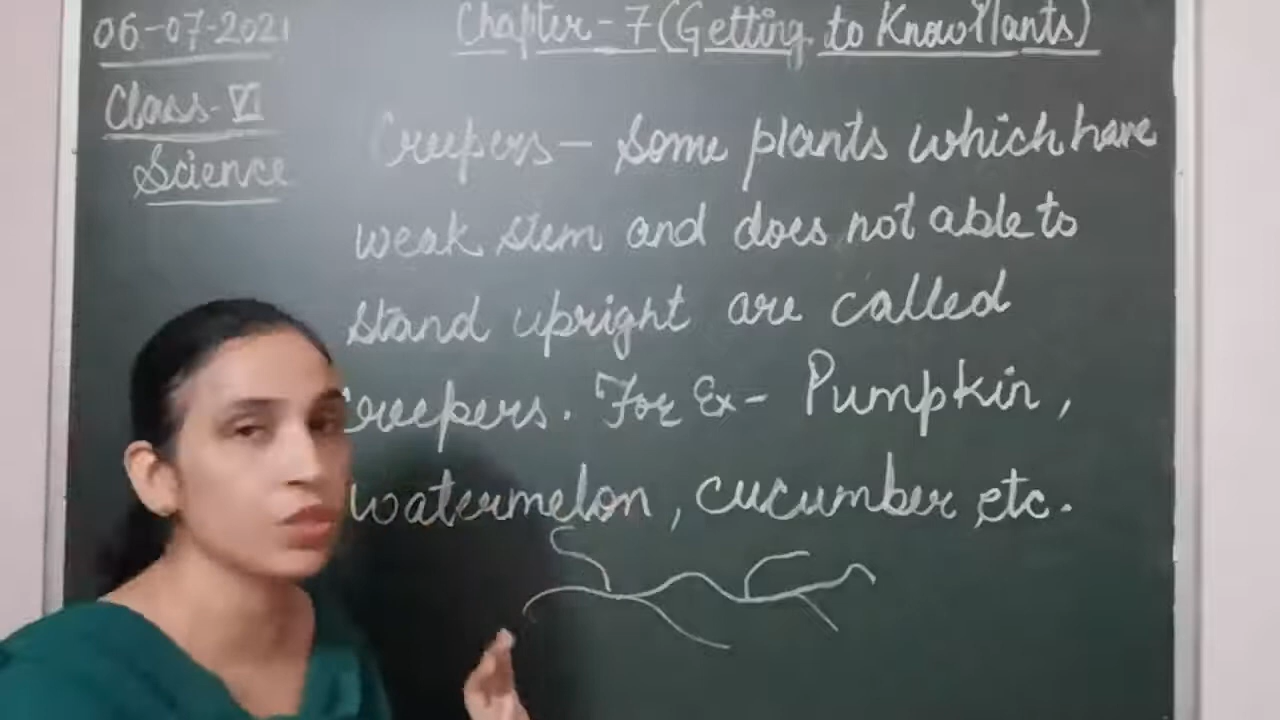 06-07-2021
Class-VI
Science
Chapter-7 (Getting to Know Plants)
Creepers – Some plants which have
weak stem and does not able to
stand upright are called
Creepers. For Ex- Pumpkin,
watermelon, cucumber, etc.